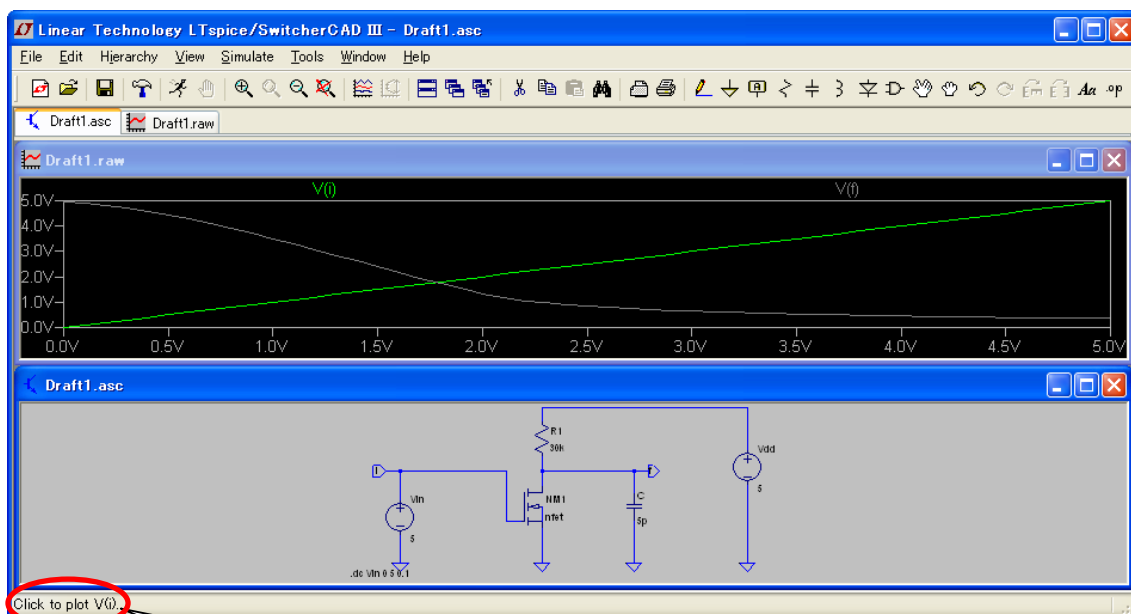 Linear Technology LTspice/SwitcherCAD III - Draft1.asc
File Edit Hierarchy View Simulate Tools Window Help
Aa .op
Draft1.asc Draft1.raw
Draft1.raw
V(i) V(f)
5.0V
4.0V
3.0V
2.0V
1.0V
0.0V
0.0V 0.5V 1.0V 1.5V 2.0V 2.5V 3.0V 3.5V 4.0V 4.5V 5.0V
Draft1.asc
R1
30k
Vdd
5
I
F
Vin
5
NM1
nfet
C
5p
.dc Vin 0 5 0.1
Click to plot V(i).